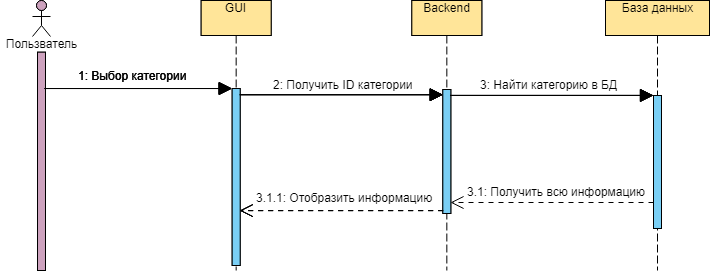 GUI
Backend
База данных
Пользватель
1: Выбор категории
2: Получить ID категории
3: Найти категорию в БД
3.1: Получить всю информацию
3.1.1: Отобразить информацию